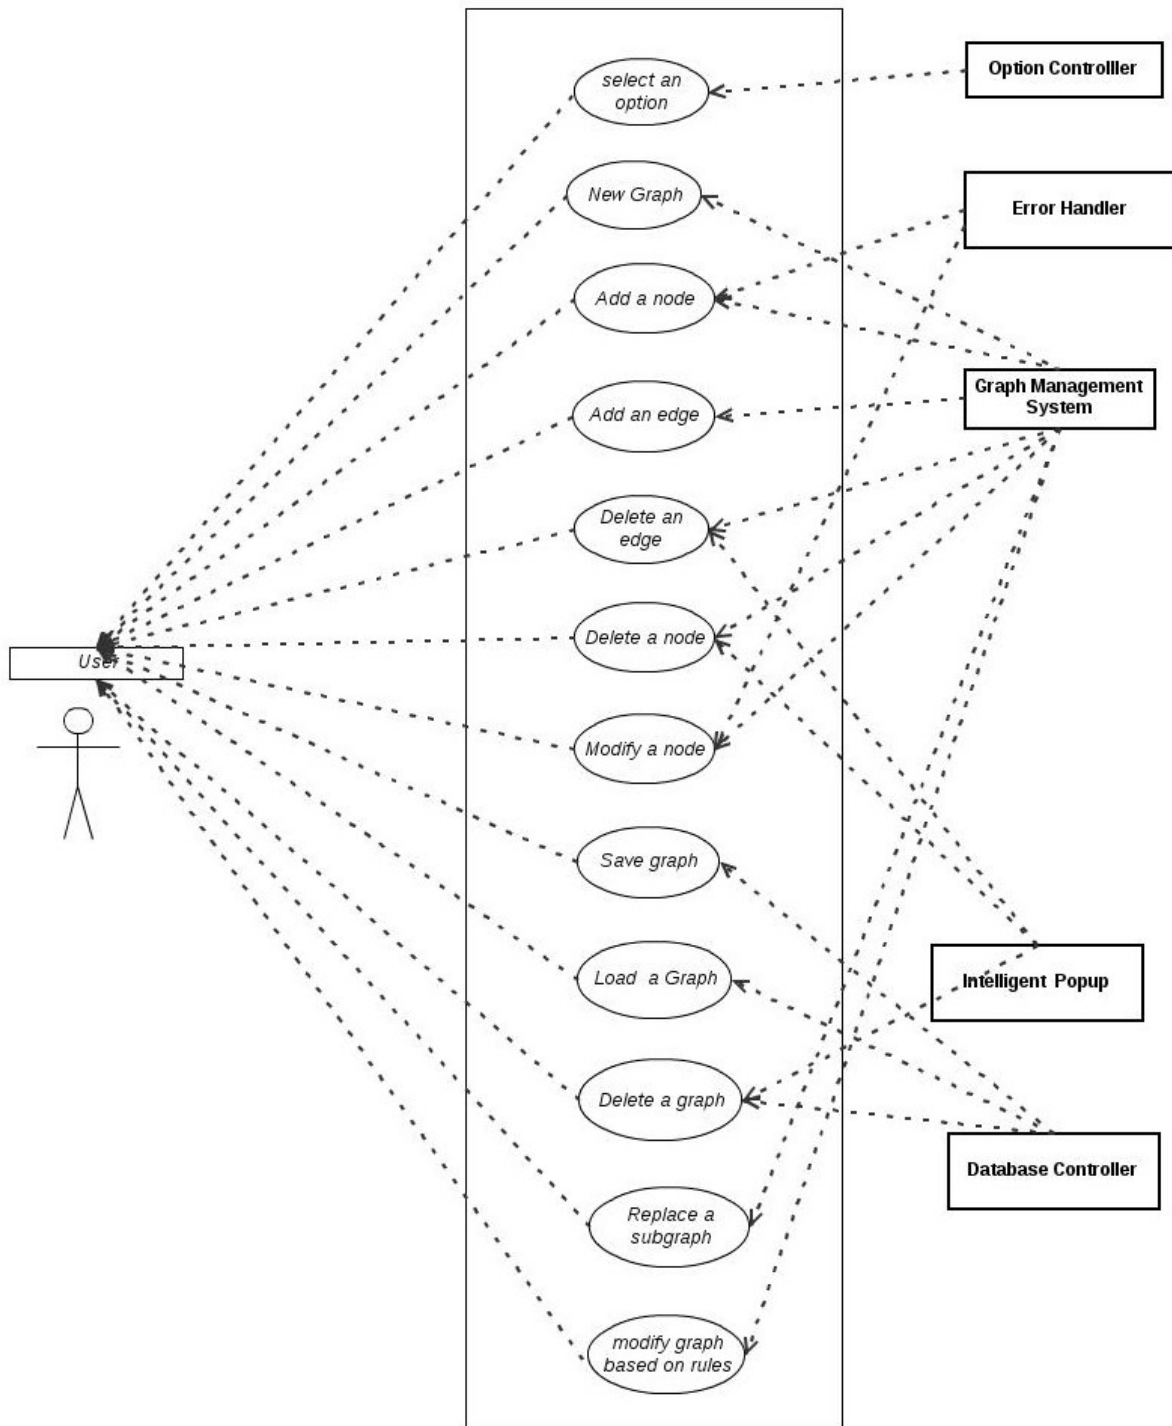 select an
option
Option Controlller
New Graph
Error Handler
Add a node
Graph Management
System
Add an edge
Delete an
edge
User
Delete a node
Modify a node
Save graph
Load a Graph
Intelligent Popup
Delete a graph
Database Controller
Replace a
subgraph
modify graph
based on rules